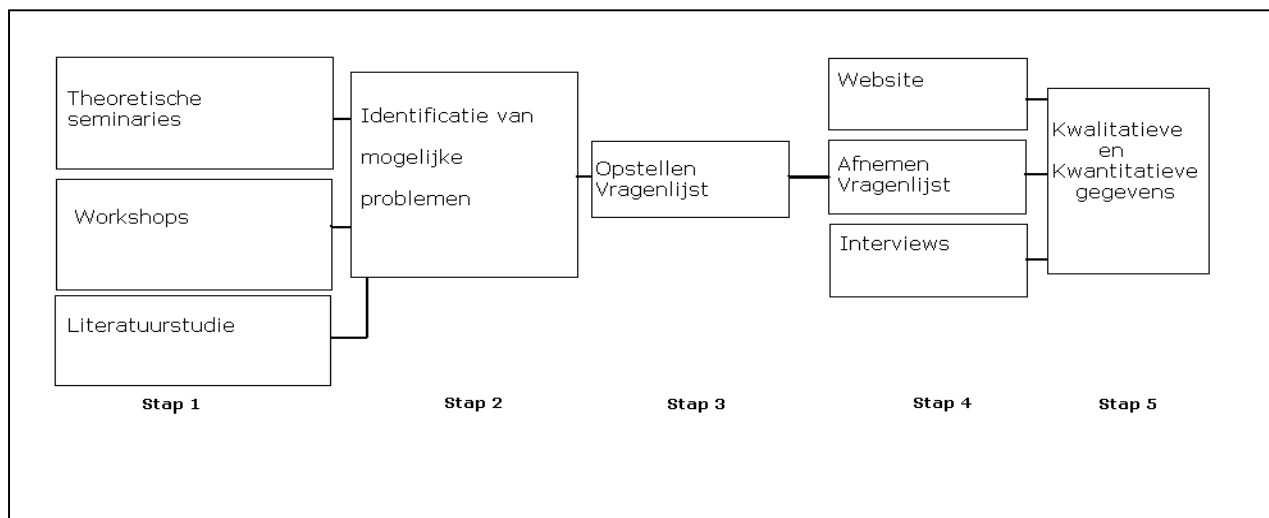 Theoretische
seminaries
Workshops
Literatuurstudie
Identificatie van
mogelijke
problemen
Opstellen
Vragenlijst
Website
Afnemen
Vragenlijst
Interviews
Kwalitatieve
en
Kwantitatieve
gegevens
Stap 1
Stap 2
Stap 3
Stap 4
Stap 5